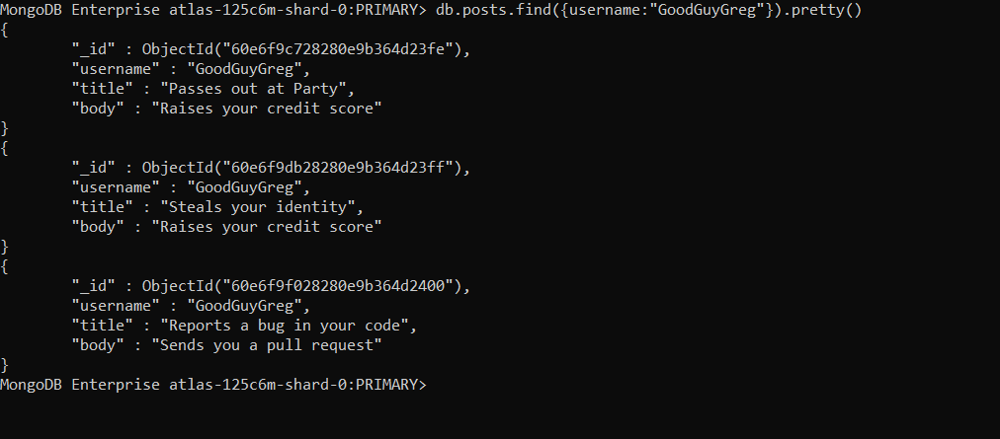 MongoDB Enterprise atlas-125c6m-shard-0:PRIMARY> db.posts.find({username:"GoodGuyGreg"}).pretty()
{
        "_id" : ObjectId("60e6f9c728280e9b364d23fe"),
        "username" : "GoodGuyGreg",
        "title" : "Passes out at Party",
        "body" : "Raises your credit score"
}
{
        "_id" : ObjectId("60e6f9db28280e9b364d23ff"),
        "username" : "GoodGuyGreg",
        "title" : "Steals your identity",
        "body" : "Raises your credit score"
}
{
        "_id" : ObjectId("60e6f9f028280e9b364d2400"),
        "username" : "GoodGuyGreg",
        "title" : "Reports a bug in your code",
        "body" : "Sends you a pull request"
}
MongoDB Enterprise atlas-125c6m-shard-0:PRIMARY>